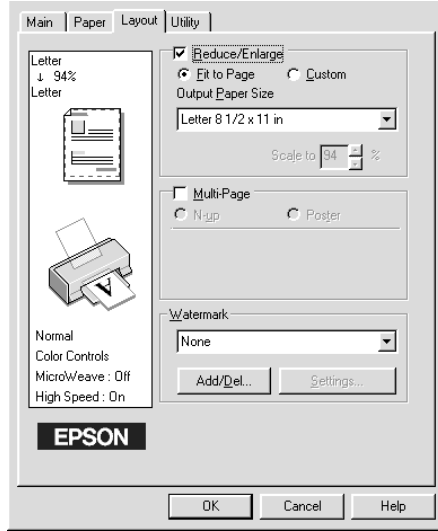 Main Paper Layout Utility
Letter
↓ 94%
Letter
A
Normal
Color Controls
MicroWeave : Off
High Speed : On
EPSON
Reduce/Enlarge
Fit to Page Custom
Output Paper Size
Letter 8 1/2 x 11 in
Scale to 94 %
Multi-Page
N-up Poster
Watermark
None
Add/Del... Settings...
OK Cancel Help